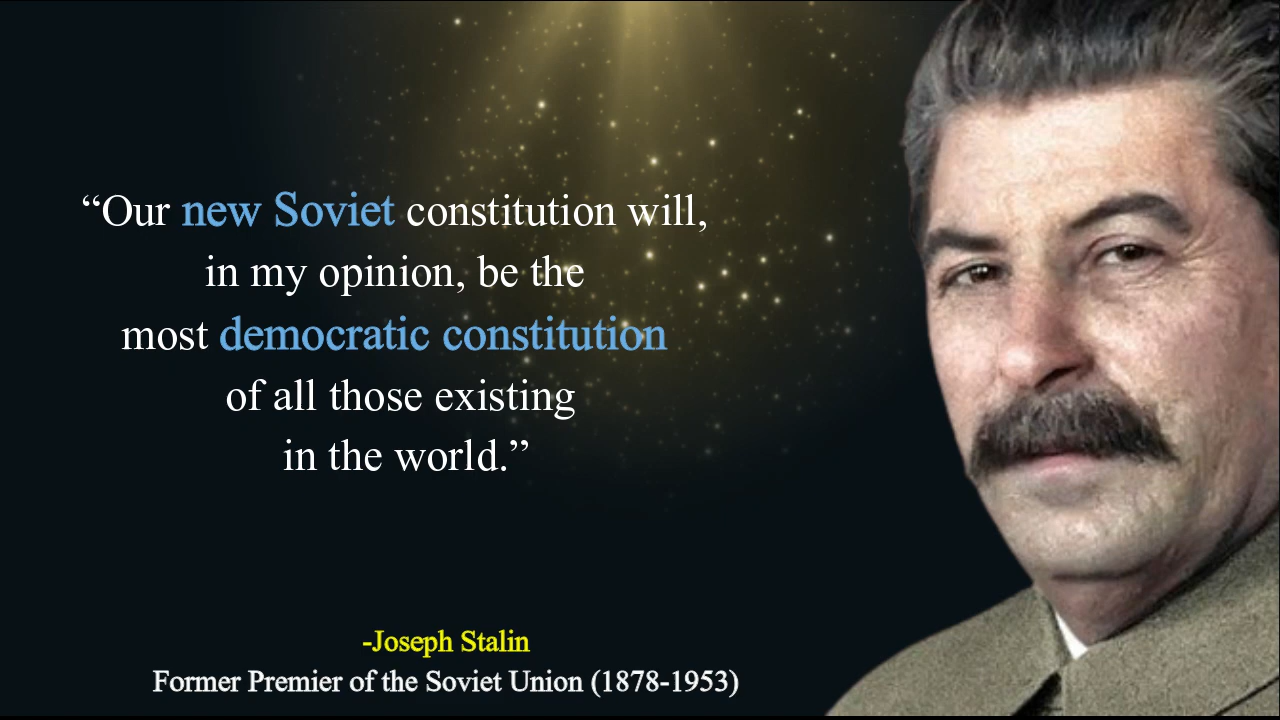 “Our new Soviet constitution will,
in my opinion, be the
most democratic constitution
of all those existing
in the world.”
-Joseph Stalin
Former Premier of the Soviet Union (1878-1953)